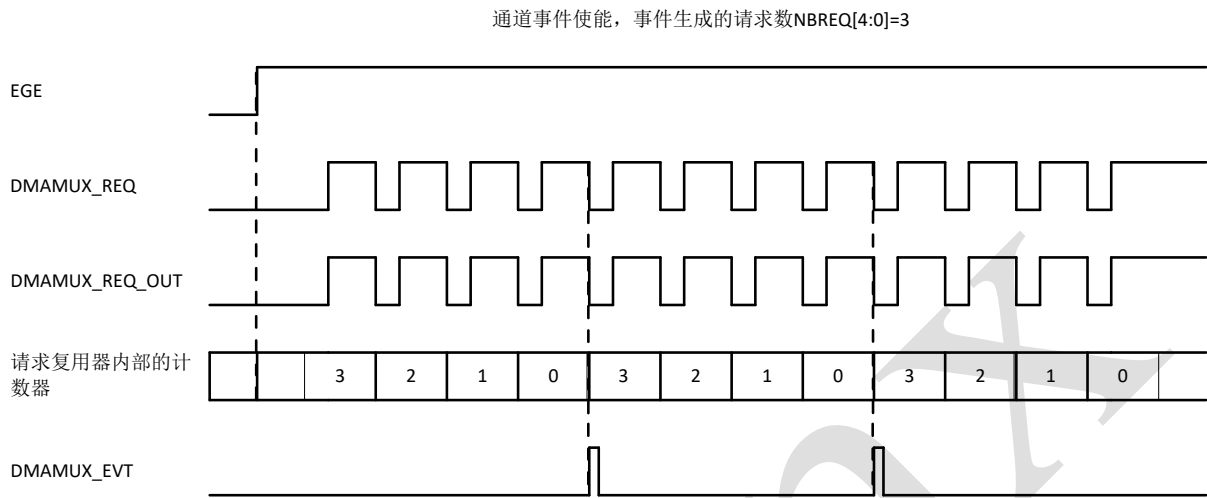 通道事件使能，事件生成的请求数NBREQ[4:0]=3
EGE
DMAMUX_REQ
DMAMUX_REQ_OUT
请求复用器内部的计
数器
3 2 1 0 3 2 1 0 3 2 1 0
DMAMUX_EVT